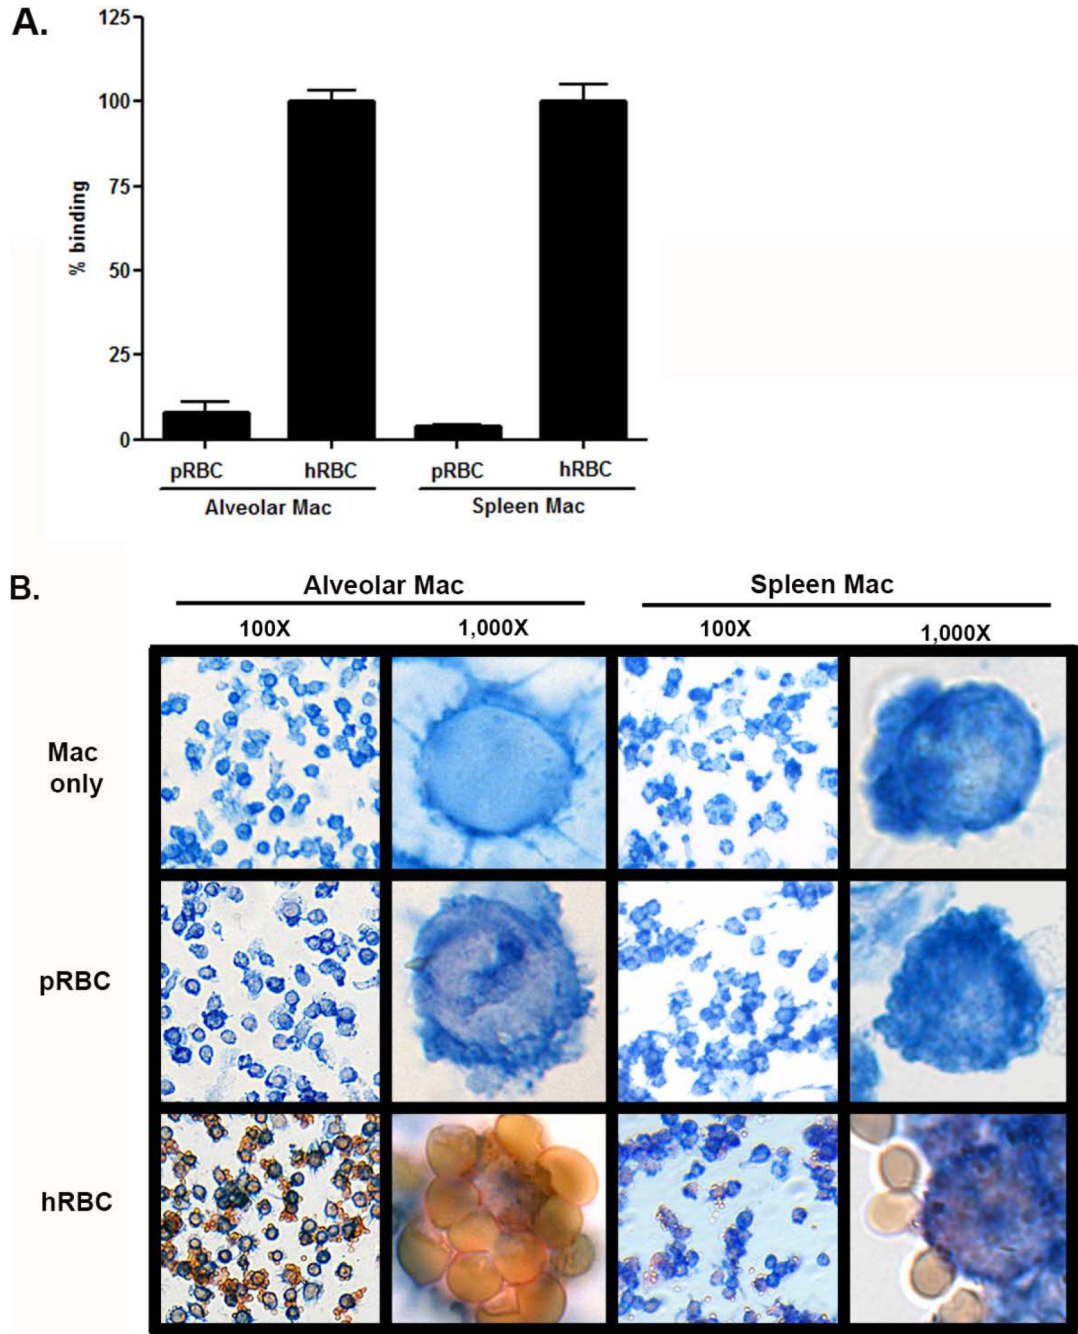 A.
125
100
75
50
25
0
% binding
pRBC hRBC pRBC hRBC
Alveolar Mac Spleen Mac
B.
Alveolar Mac Spleen Mac
100X 1,000X 100X 1,000X
Mac
only
pRBC
hRBC